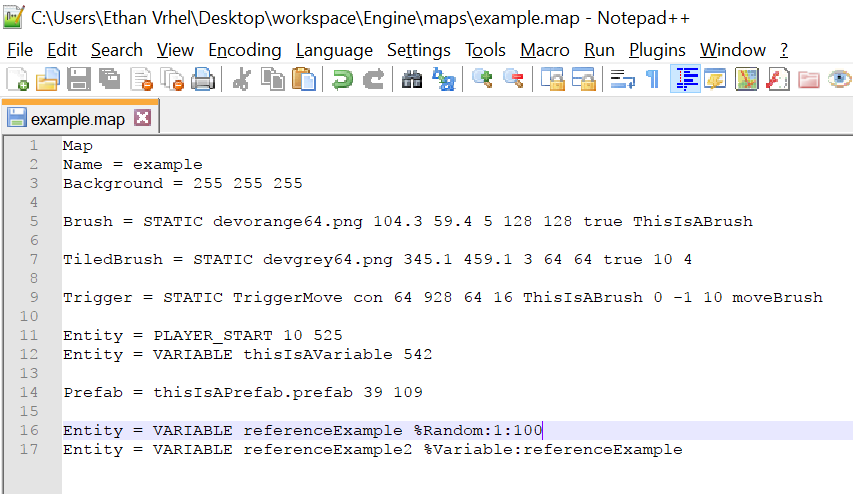 C:\Users\Ethan Vrhel\Desktop\workspace\Engine\maps\example.map - Notepad++
File Edit Search View Encoding Language Settings Tools Macro Run Plugins Window ?
example.map
1 Map
2 Name = example
3 Background = 255 255 255
4
5 Brush = STATIC devorange64.png 104.3 59.4 5 128 128 true ThisIsABrush
6
7 TiledBrush = STATIC devgrey64.png 345.1 459.1 3 64 64 true 10 4
8
9 Trigger = STATIC TriggerMove con 64 928 64 16 ThisIsABrush 0 -1 10 moveBrush
10
11 Entity = PLAYER_START 10 525
12 Entity = VARIABLE thisIsAVariable 542
13
14 Prefab = thisIsAPrefab.prefab 39 109
15
16 Entity = VARIABLE referenceExample %Random:1:100
17 Entity = VARIABLE referenceExample2 %Variable:referenceExample